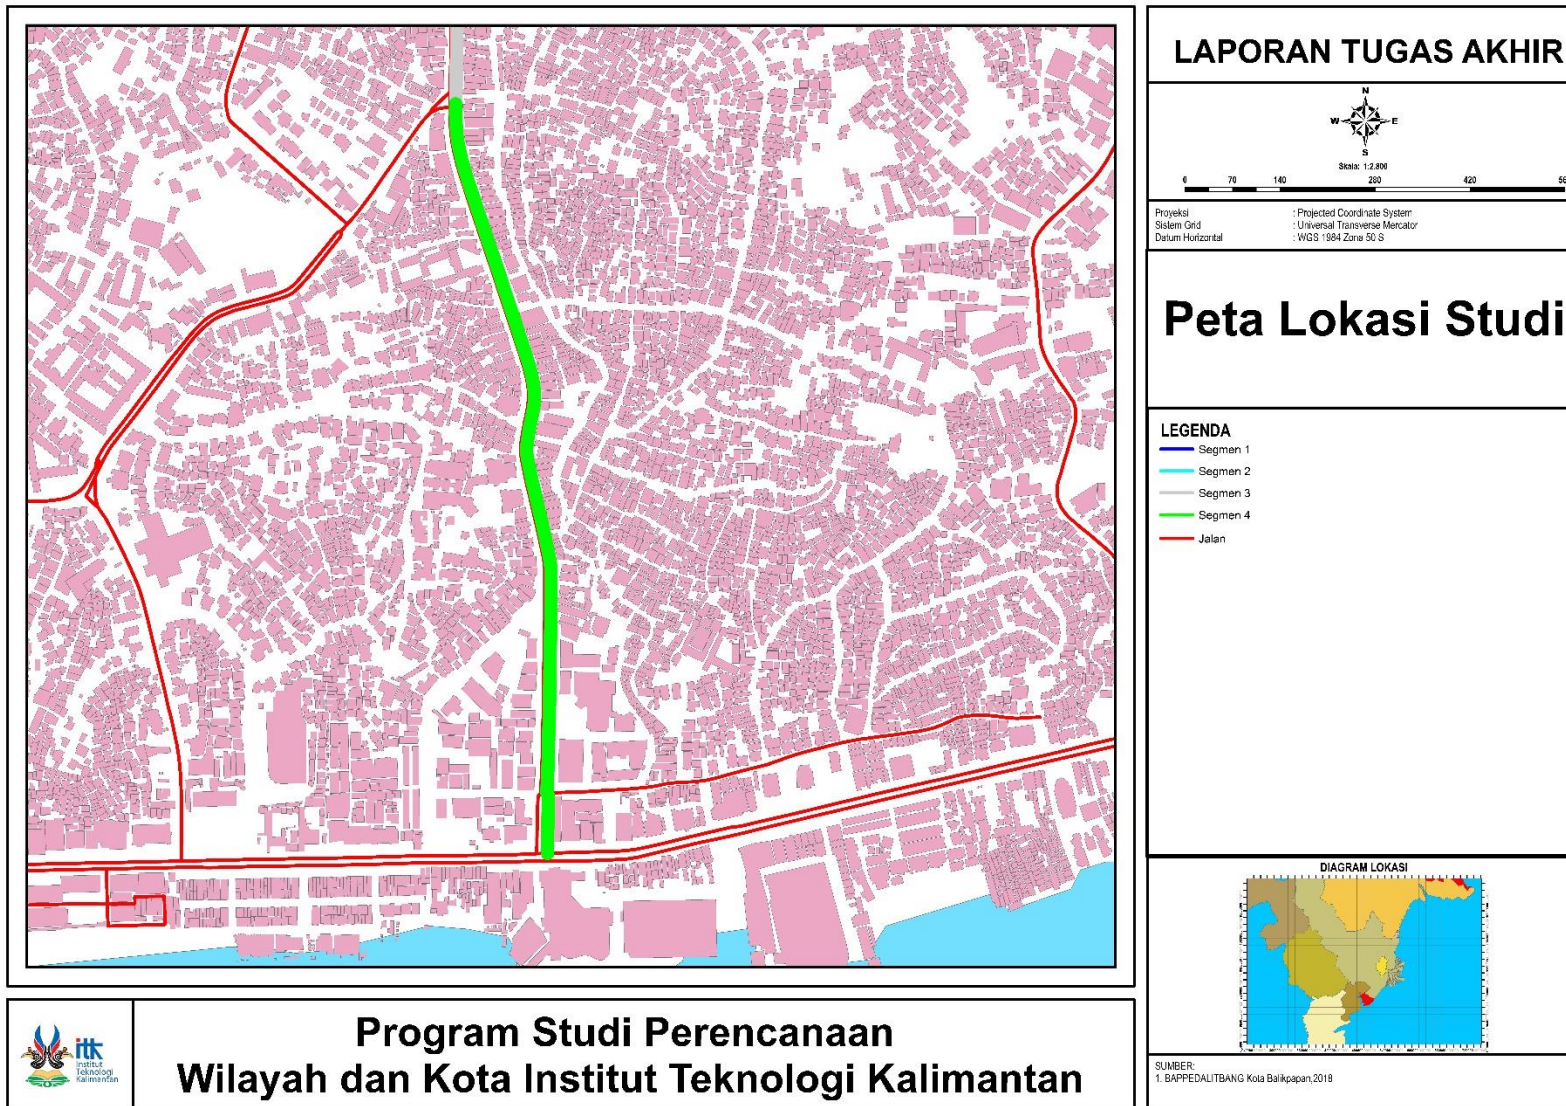 LAPORAN TUGAS AKHIR
N
W E
S
Skala: 1:2.800
0 70 140 280 420
Proyeksi : Projected Coordinate System
Sistem Grid : Universal Transverse Mercator
Datum Horizontal : WGS 1984 Zona 50 S
Peta Lokasi Studi
LEGENDA
Segmen 1
Segmen 2
Segmen 3
Segmen 4
Jalan
DIAGRAM LOKASI
SUMBER:
1. BAPPEDALITBANG Kota Balikpapan,2018
itk
Institut
Teknologi
Kalimantan
Program Studi Perencanaan
Wilayah dan Kota Institut Teknologi Kalimantan